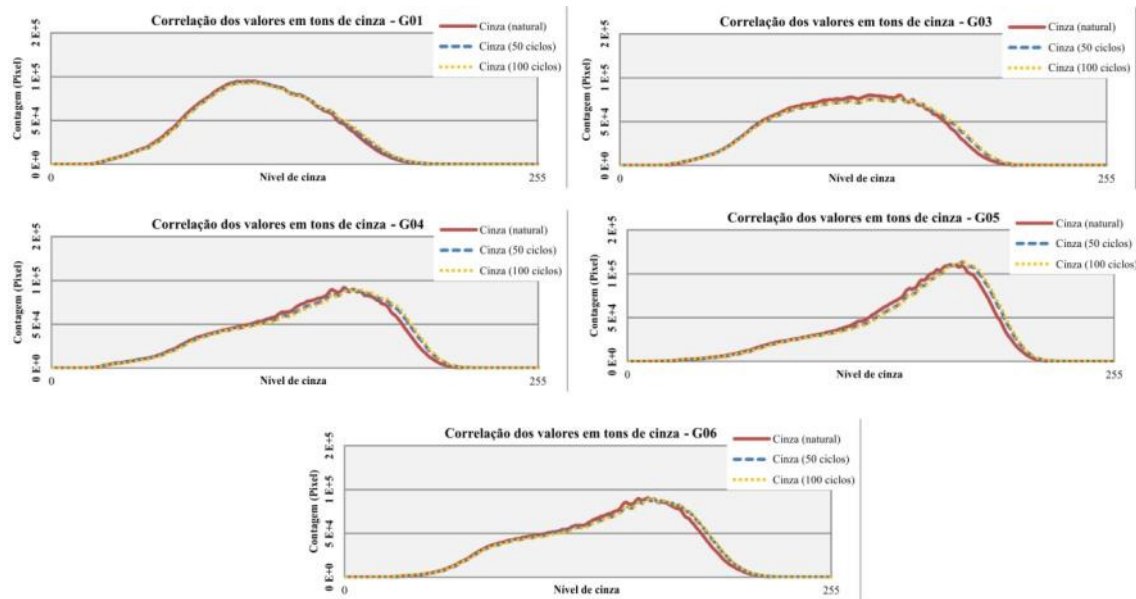 Correlação dos valores em tons de cinza - G01
Cinza (natural)
Cinza (50 ciclos)
Cinza (100 ciclos)
Contagem (Pixel)
2 E+5
1 E+5
5 E+4
0 E+0
0
Nível de cinza
255
Correlação dos valores em tons de cinza - G03
Cinza (natural)
Cinza (50 ciclos)
Cinza (100 ciclos)
Contagem (Pixel)
2 E+5
1 E+5
5 E+4
0 E+0
0
Nível de cinza
255
Correlação dos valores em tons de cinza - G04
Cinza (natural)
Cinza (50 ciclos)
Cinza (100 ciclos)
Contagem (Pixel)
2 E+5
1 E+5
5 E+4
0 E+0
0
Nível de cinza
255
Correlação dos valores em tons de cinza - G05
Cinza (natural)
Cinza (50 ciclos)
Cinza (100 ciclos)
Contagem (Pixel)
2 E+5
1 E+5
5 E+4
0 E+0
0
Nível de cinza
255
Correlação dos valores em tons de cinza - G06
Cinza (natural)
Cinza (50 ciclos)
Cinza (100 ciclos)
Contagem (Pixel)
2 E+5
1 E+5
5 E+4
0 E+0
0
Nível de cinza
255